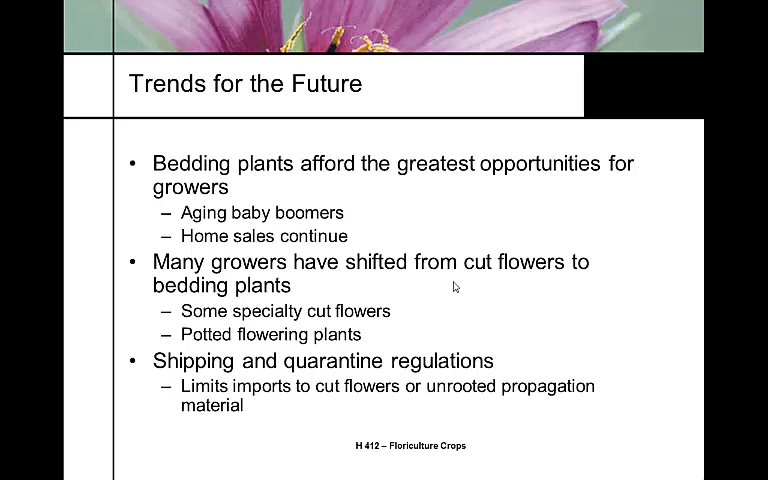 Trends for the Future
• Bedding plants afford the greatest opportunities for
growers
– Aging baby boomers
– Home sales continue
• Many growers have shifted from cut flowers to
bedding plants
– Some specialty cut flowers
– Potted flowering plants
• Shipping and quarantine regulations
– Limits imports to cut flowers or unrooted propagation
material
H 412 – Floriculture Crops